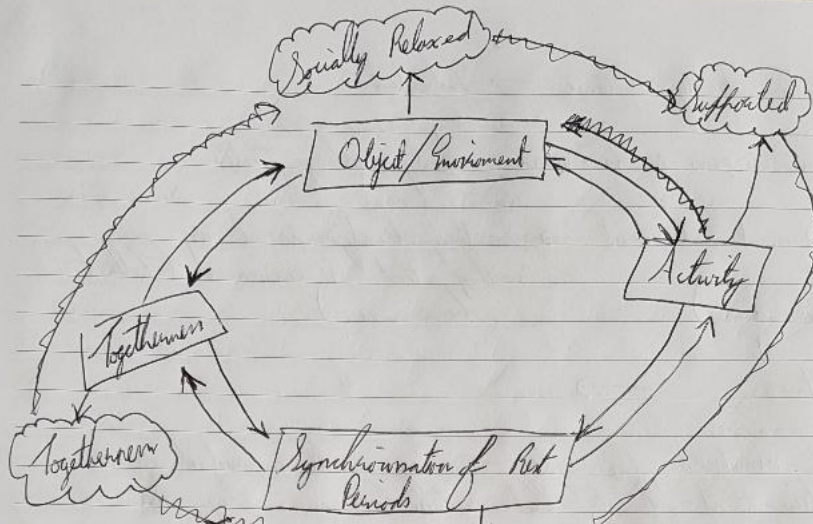 Socially Relaxed
Supported
Object/Enviroment
Activity
Togetherness
Togetherness
Synchronisation of Rest
Periods